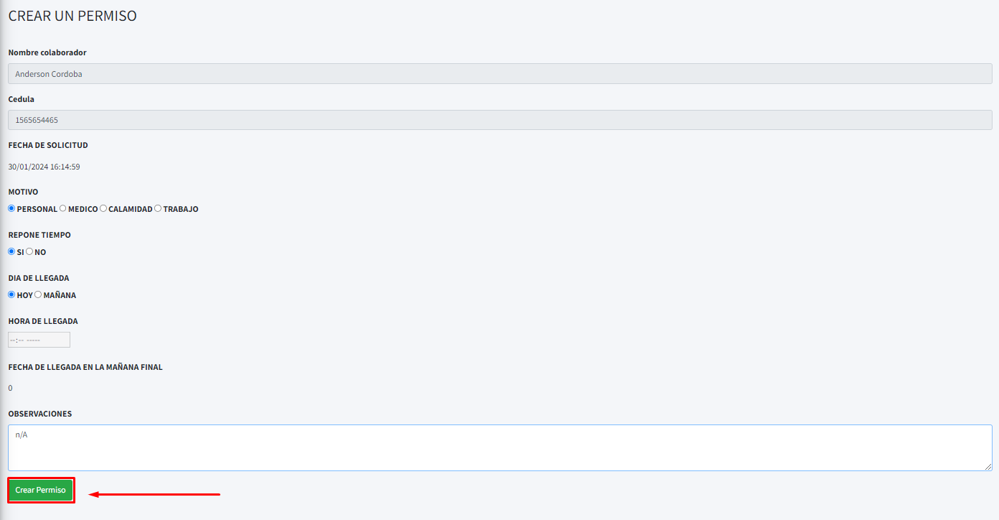 CREAR UN PERMISO
Nombre colaborador
Anderson Cordoba
Cedula
1565654465
FECHA DE SOLICITUD
30/01/2024 16:14:59
MOTIVO
PERSONAL MEDICO CALAMIDAD TRABAJO
REPONE TIEMPO
SI NO
DIA DE LLEGADA
HOY MAÑANA
HORA DE LLEGADA
--:-- -----
FECHA DE LLEGADA EN LA MAÑANA FINAL
0
OBSERVACIONES
n/A
Crear Permiso